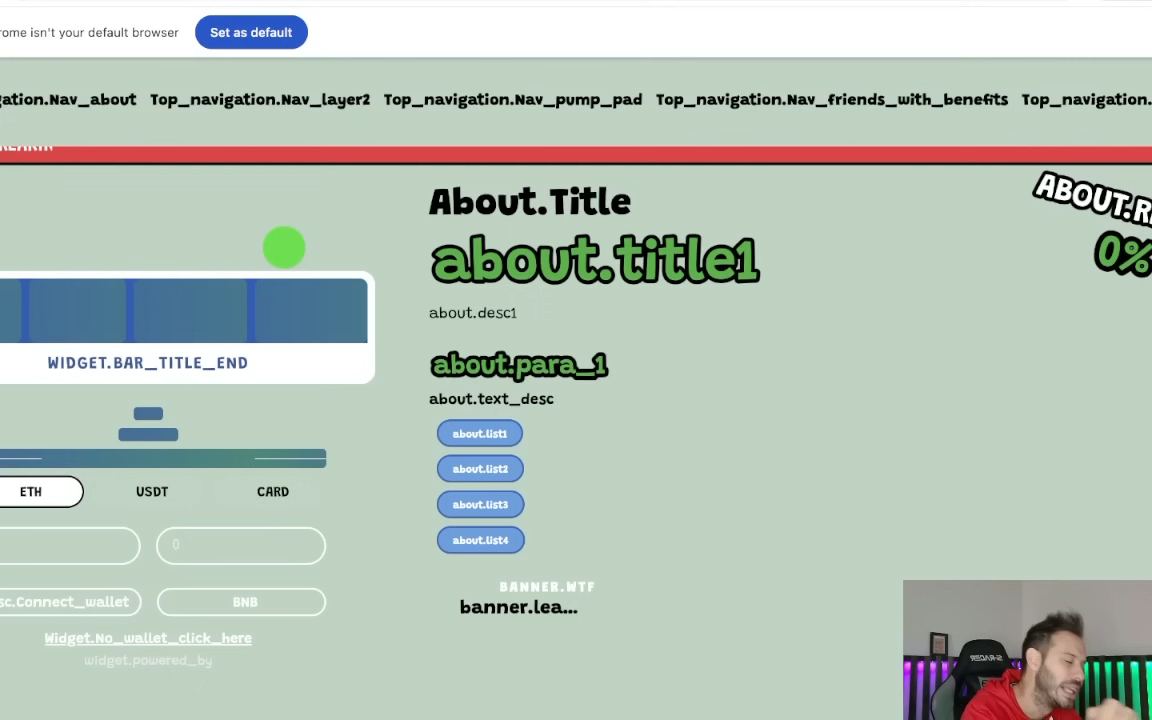 rome isn't your default browser
Set as default
gation.Nav_about Top_navigation.Nav_layer2 Top_navigation.Nav_pump_pad Top_navigation.Nav_friends_with_benefits Top_navigation.
About.Title
ABOUT.R
about.title1
0%
about.desc1
WIDGET.BAR_TITLE_END
about.para_1
about.text_desc
about.list1
about.list2
about.list3
about.list4
ETH
USDT
CARD
0
sc.Connect_wallet
BNB
BANNER.WTF
banner.lea...
Widget.No_wallet_click_here
widget.powered_by